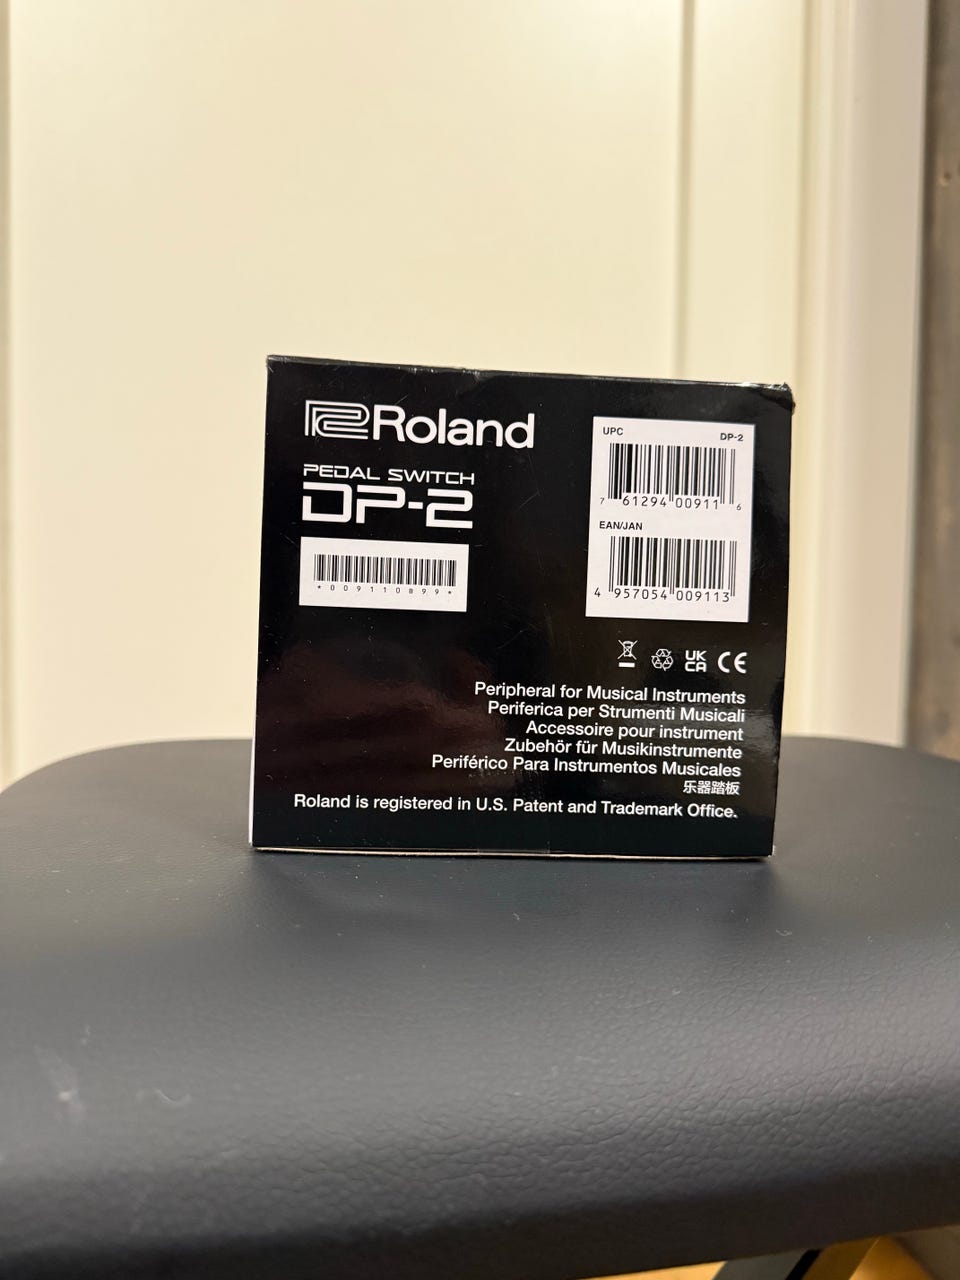 Roland
PEDAL SWITCH
DP-2
*009110899*
UPC DP-2
7 61294 00911 6
EAN/JAN
4 957054 009113
UK
CA
CE
Peripheral for Musical Instruments
Periferica per Strumenti Musicali
Accessoire pour instrument
Zubehör für Musikinstrumente
Periférico Para Instrumentos Musicales
乐器踏板
Roland is registered in U.S. Patent and Trademark Office.